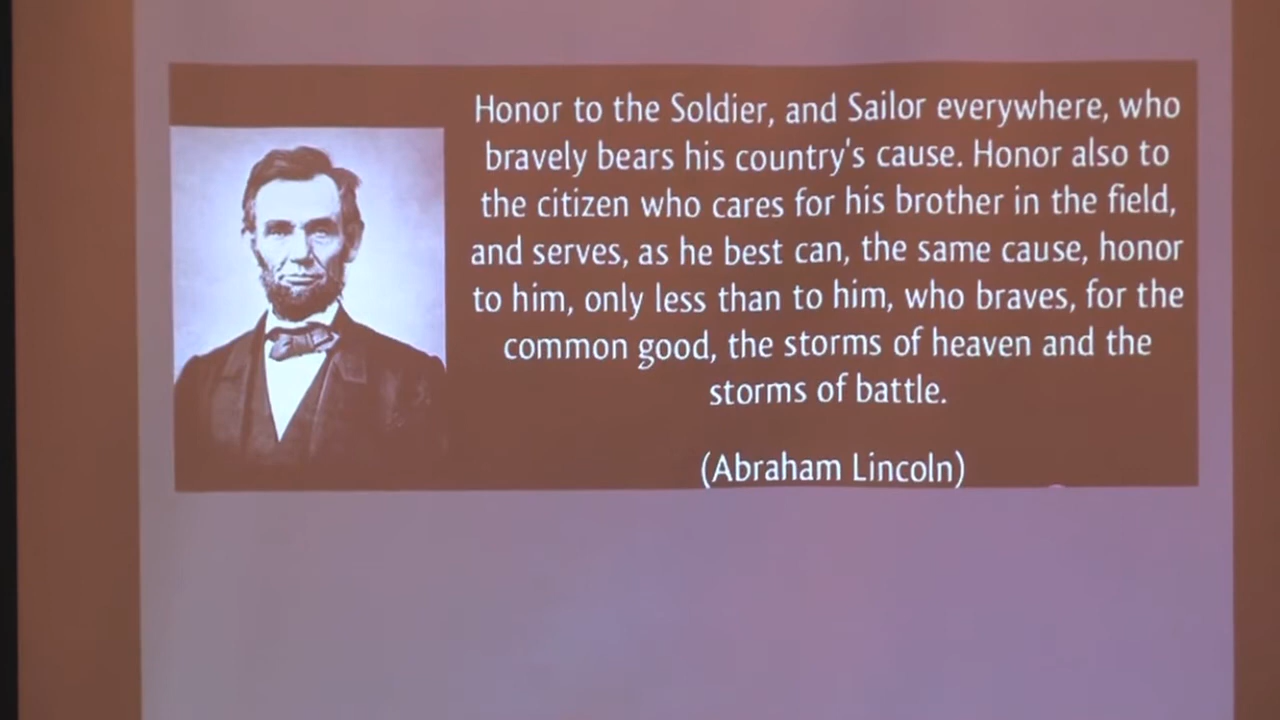 Honor to the Soldier, and Sailor everywhere, who
bravely bears his country's cause. Honor also to
the citizen who cares for his brother in the field,
and serves, as he best can, the same cause, honor
to him, only less than to him, who braves, for the
common good, the storms of heaven and the
storms of battle.
(Abraham Lincoln)